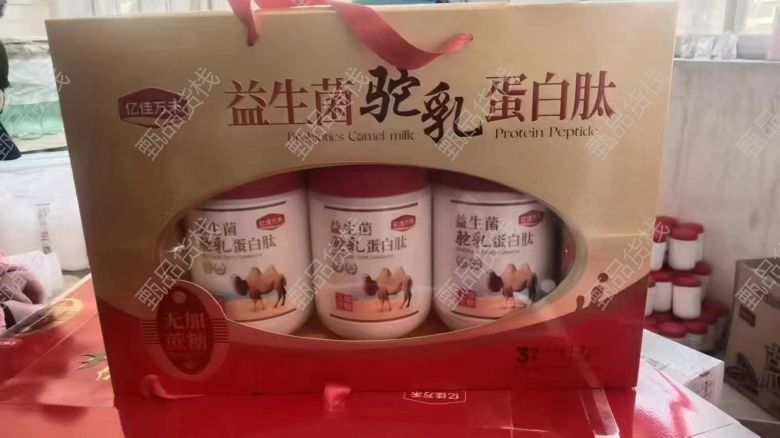 亿佳万禾
益生菌驼乳蛋白肽
Probiotics Camel milk Protein Peptide
亿佳万禾
益生菌
驼乳蛋白肽
亿佳万禾
益生菌
驼乳蛋白肽
亿佳万禾
益生菌
驼乳蛋白肽
无加
蔗糖
3
亿佳万禾
甄品货栈